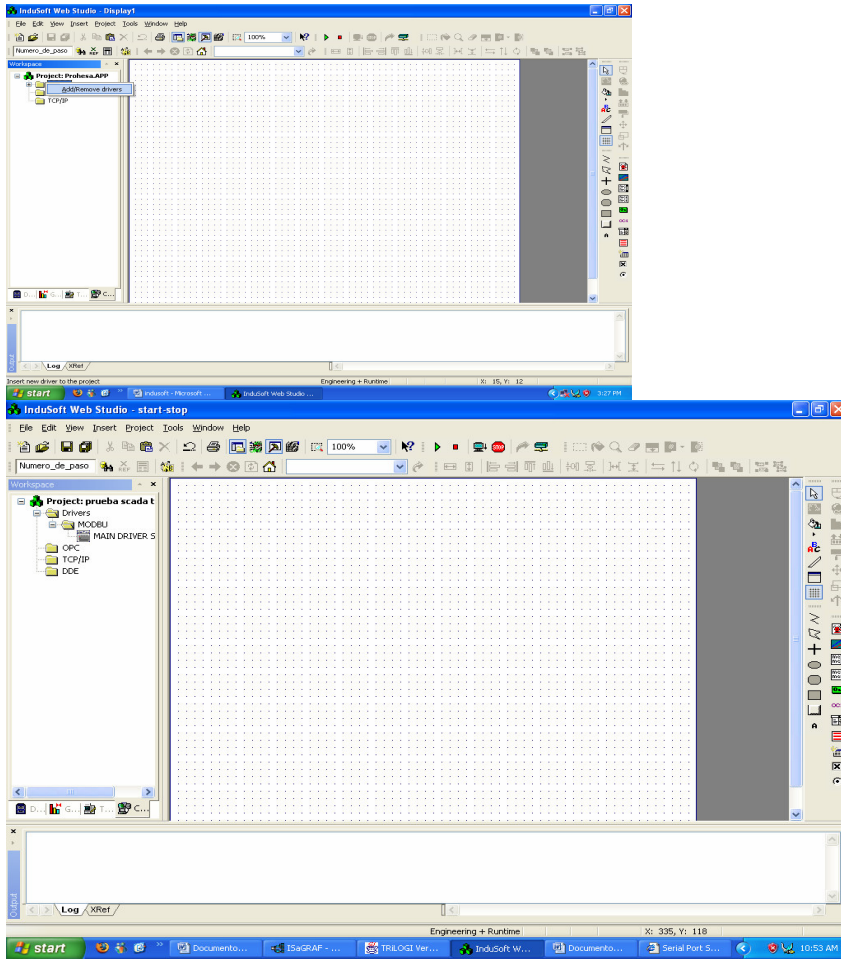 InduSoft Web Studio - Display1
File Edit View Insert Project Tools Window Help
100%
Numero_de_paso
Workspace
Project: Prohesa.APP
Add/Remove drivers
TCP/IP
D... G... T... C...
Output
Log XRef
Insert new driver to the project Engineering + Runtime X: 15, Y: 12
start indusoft - Microsoft ... InduSoft Web Studio ... 3:27 PM
InduSoft Web Studio - start-stop
File Edit View Insert Project Tools Window Help
100%
Numero_de_paso
Workspace
Project: prueba scada t
Drivers
MODBU
MAIN DRIVER S
OPC
TCP/IP
DDE
D... G... T... C...
Output
Log XRef
Engineering + Runtime X: 335, Y: 118
start Documento... ISaGRAF - ... TRiLOGI Ver... InduSoft W... Documento... Serial Port S... 10:53 AM